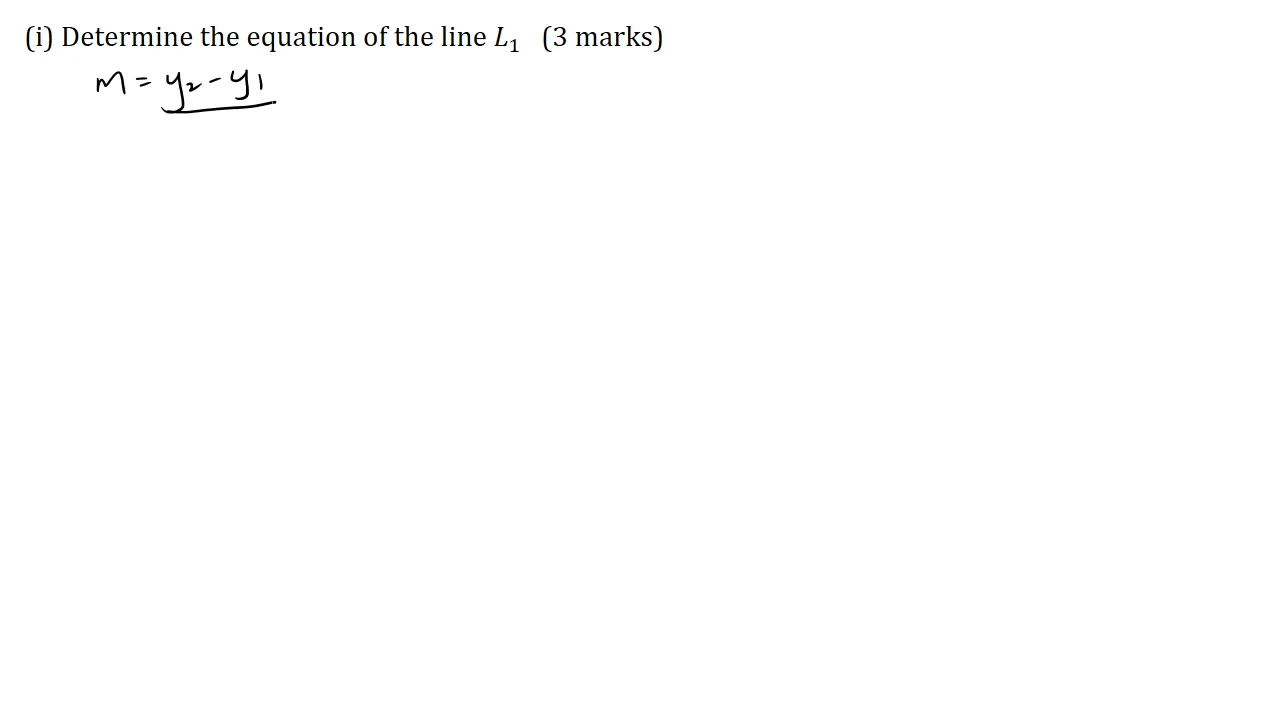 (i) Determine the equation of the line L₁ (3 marks)
m = y₂ - y₁